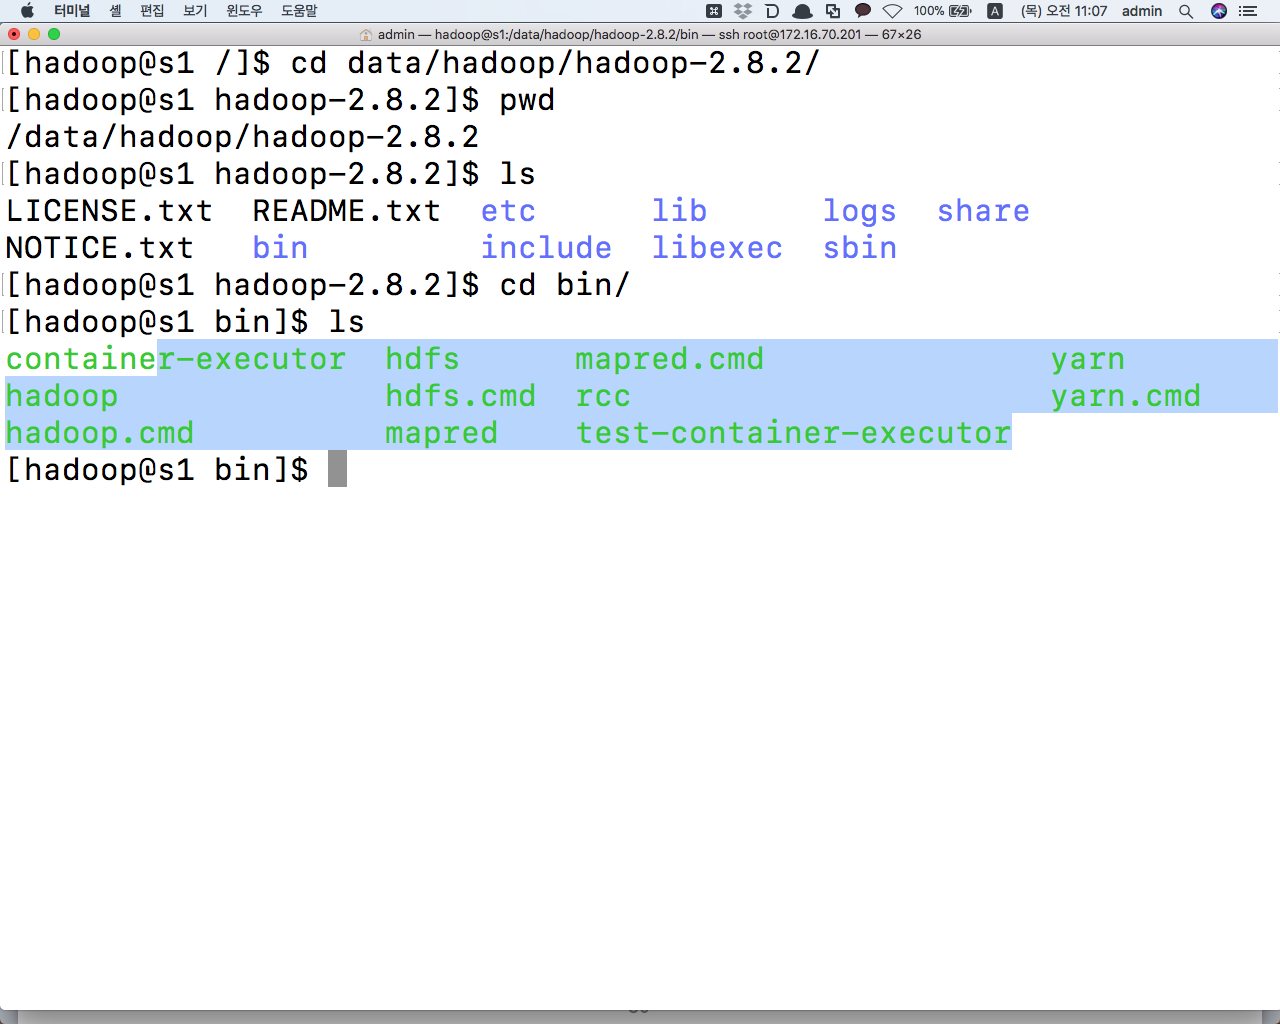 터미널 셸 편집 보기 윈도우 도움말 100% A (목) 오전 11:07 admin
admin — hadoop@s1:/data/hadoop/hadoop-2.8.2/bin — ssh root@172.16.70.201 — 67×26
[hadoop@s1 /]$ cd data/hadoop/hadoop-2.8.2/
[hadoop@s1 hadoop-2.8.2]$ pwd
/data/hadoop/hadoop-2.8.2
[hadoop@s1 hadoop-2.8.2]$ ls
LICENSE.txt README.txt etc lib logs share
NOTICE.txt bin include libexec sbin
[hadoop@s1 hadoop-2.8.2]$ cd bin/
[hadoop@s1 bin]$ ls
container-executor hdfs mapred.cmd yarn
hadoop hdfs.cmd rcc yarn.cmd
hadoop.cmd mapred test-container-executor
[hadoop@s1 bin]$